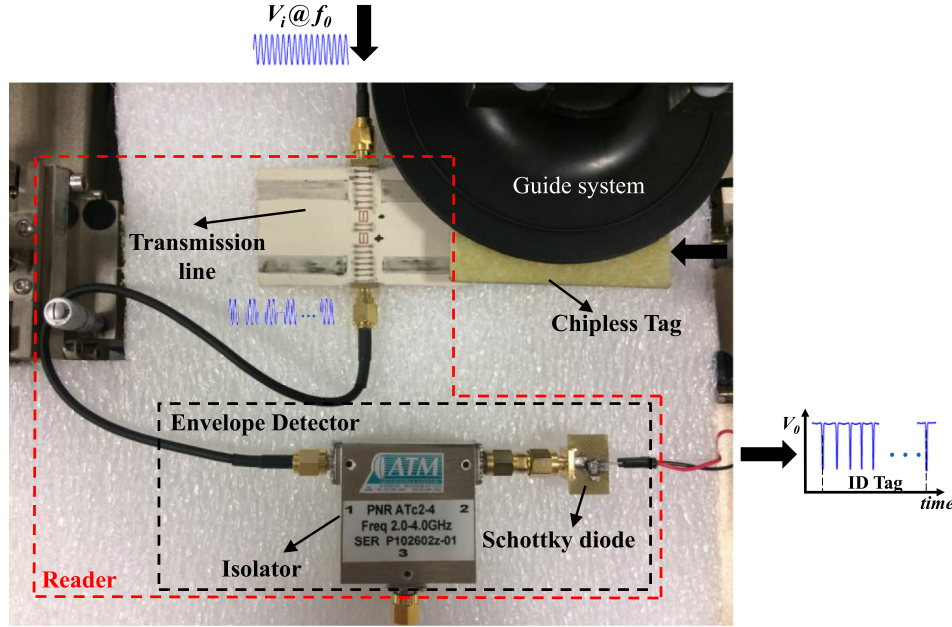 Vi@f0
Guide system
Transmission
line
Chipless Tag
Envelope Detector
V0
ID Tag
time
ATM
PNR ATc2-4
1
2
Freq 2.0-4.0GHz
SER P102602z-01
3
Schottky diode
Isolator
Reader